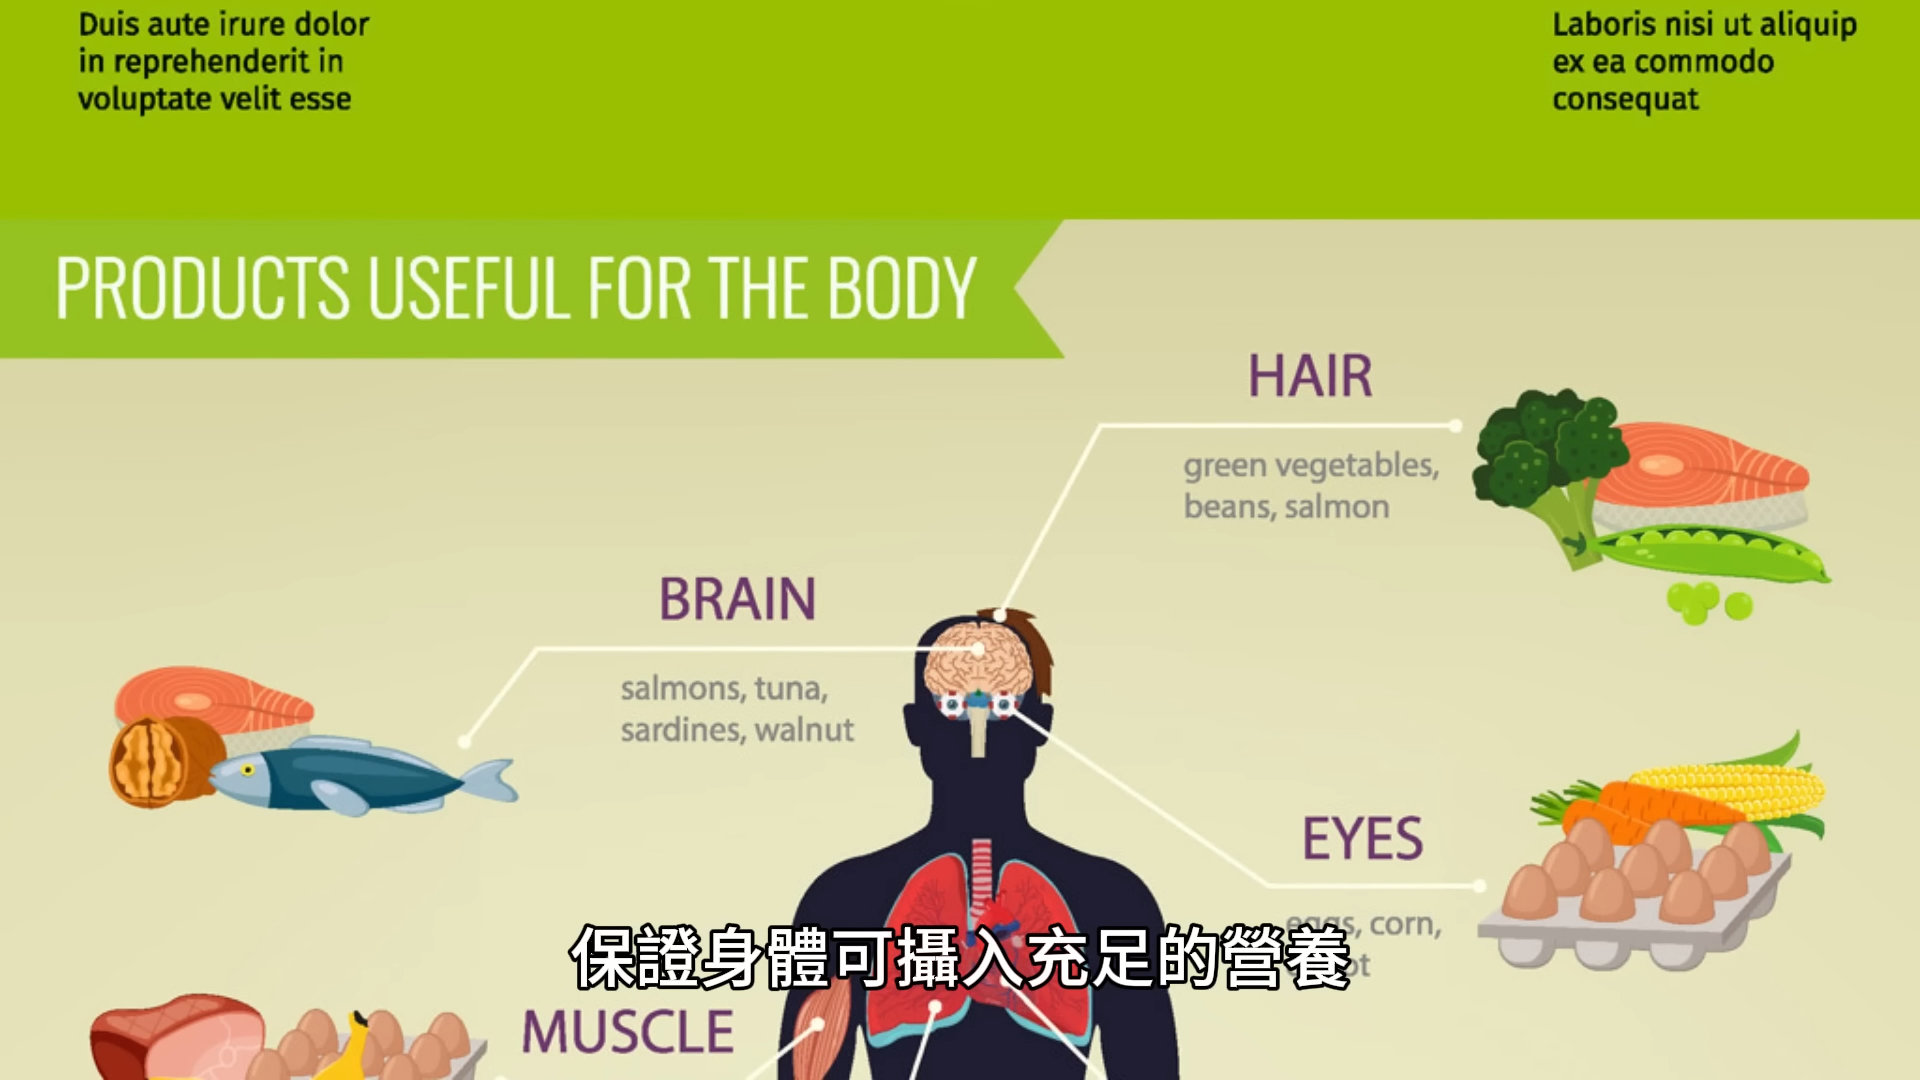 Duis aute irure dolor
in reprehenderit in
voluptate velit esse
Laboris nisi ut aliquip
ex ea commodo
consequat
PRODUCTS USEFUL FOR THE BODY
HAIR
green vegetables,
beans, salmon
BRAIN
salmons, tuna,
sardines, walnut
EYES
eggs, corn,
保證身體可攝入充足的營養
MUSCLE